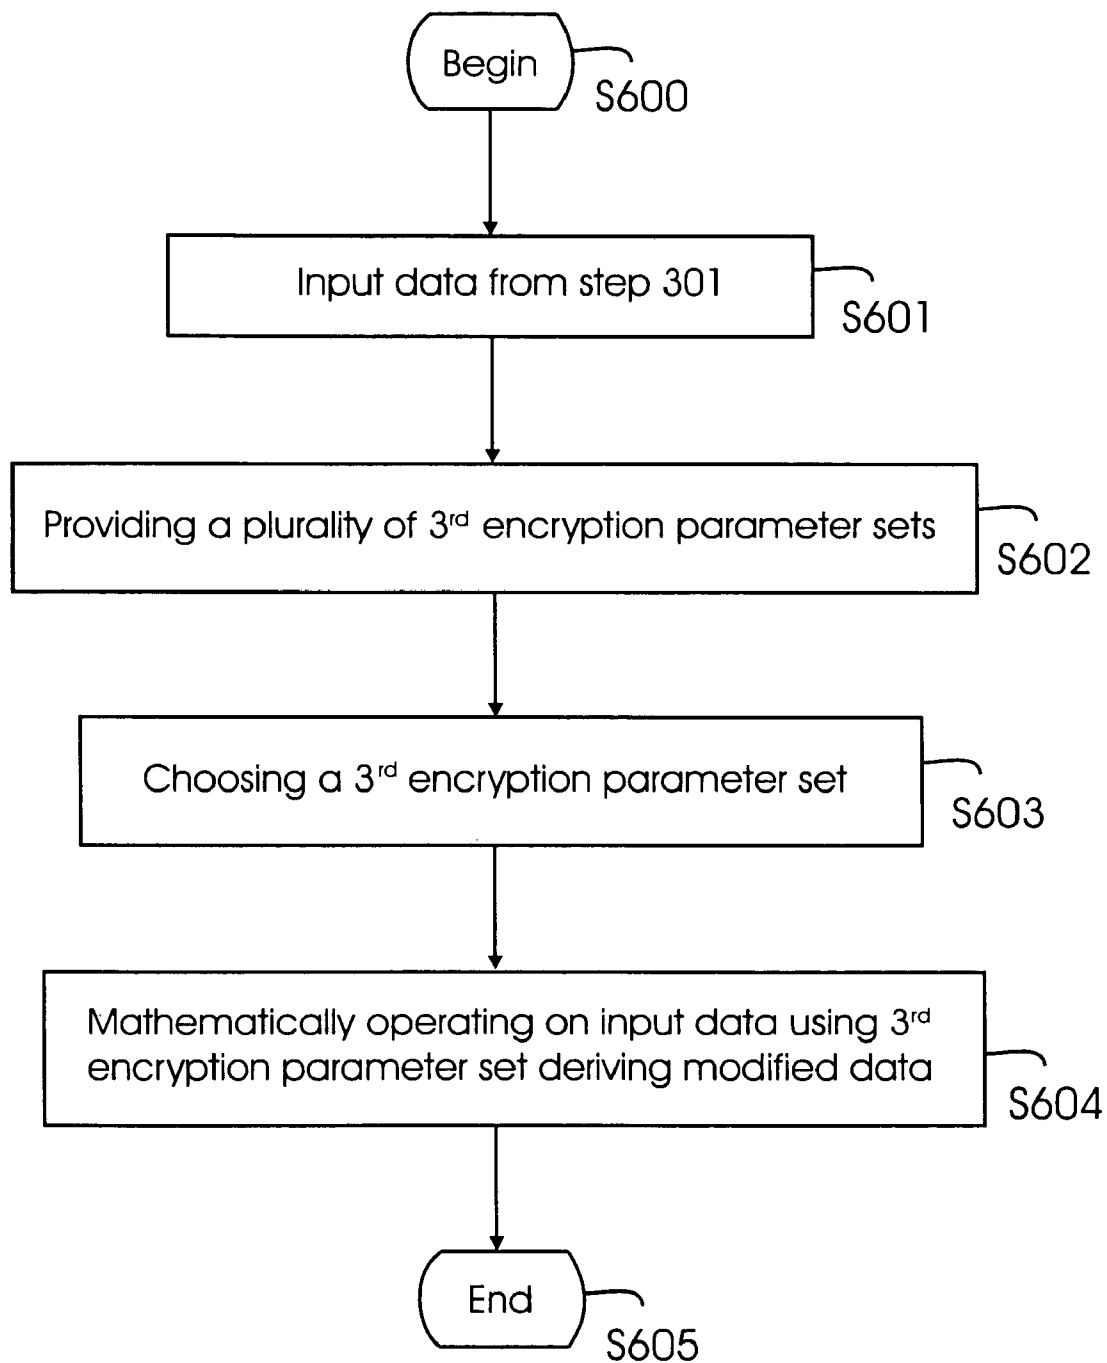 Begin
S600
Input data from step 301
S601
Providing a plurality of 3rd encryption parameter sets
S602
Choosing a 3rd encryption parameter set
S603
Mathematically operating on input data using 3rd
encryption parameter set deriving modified data
S604
End
S605